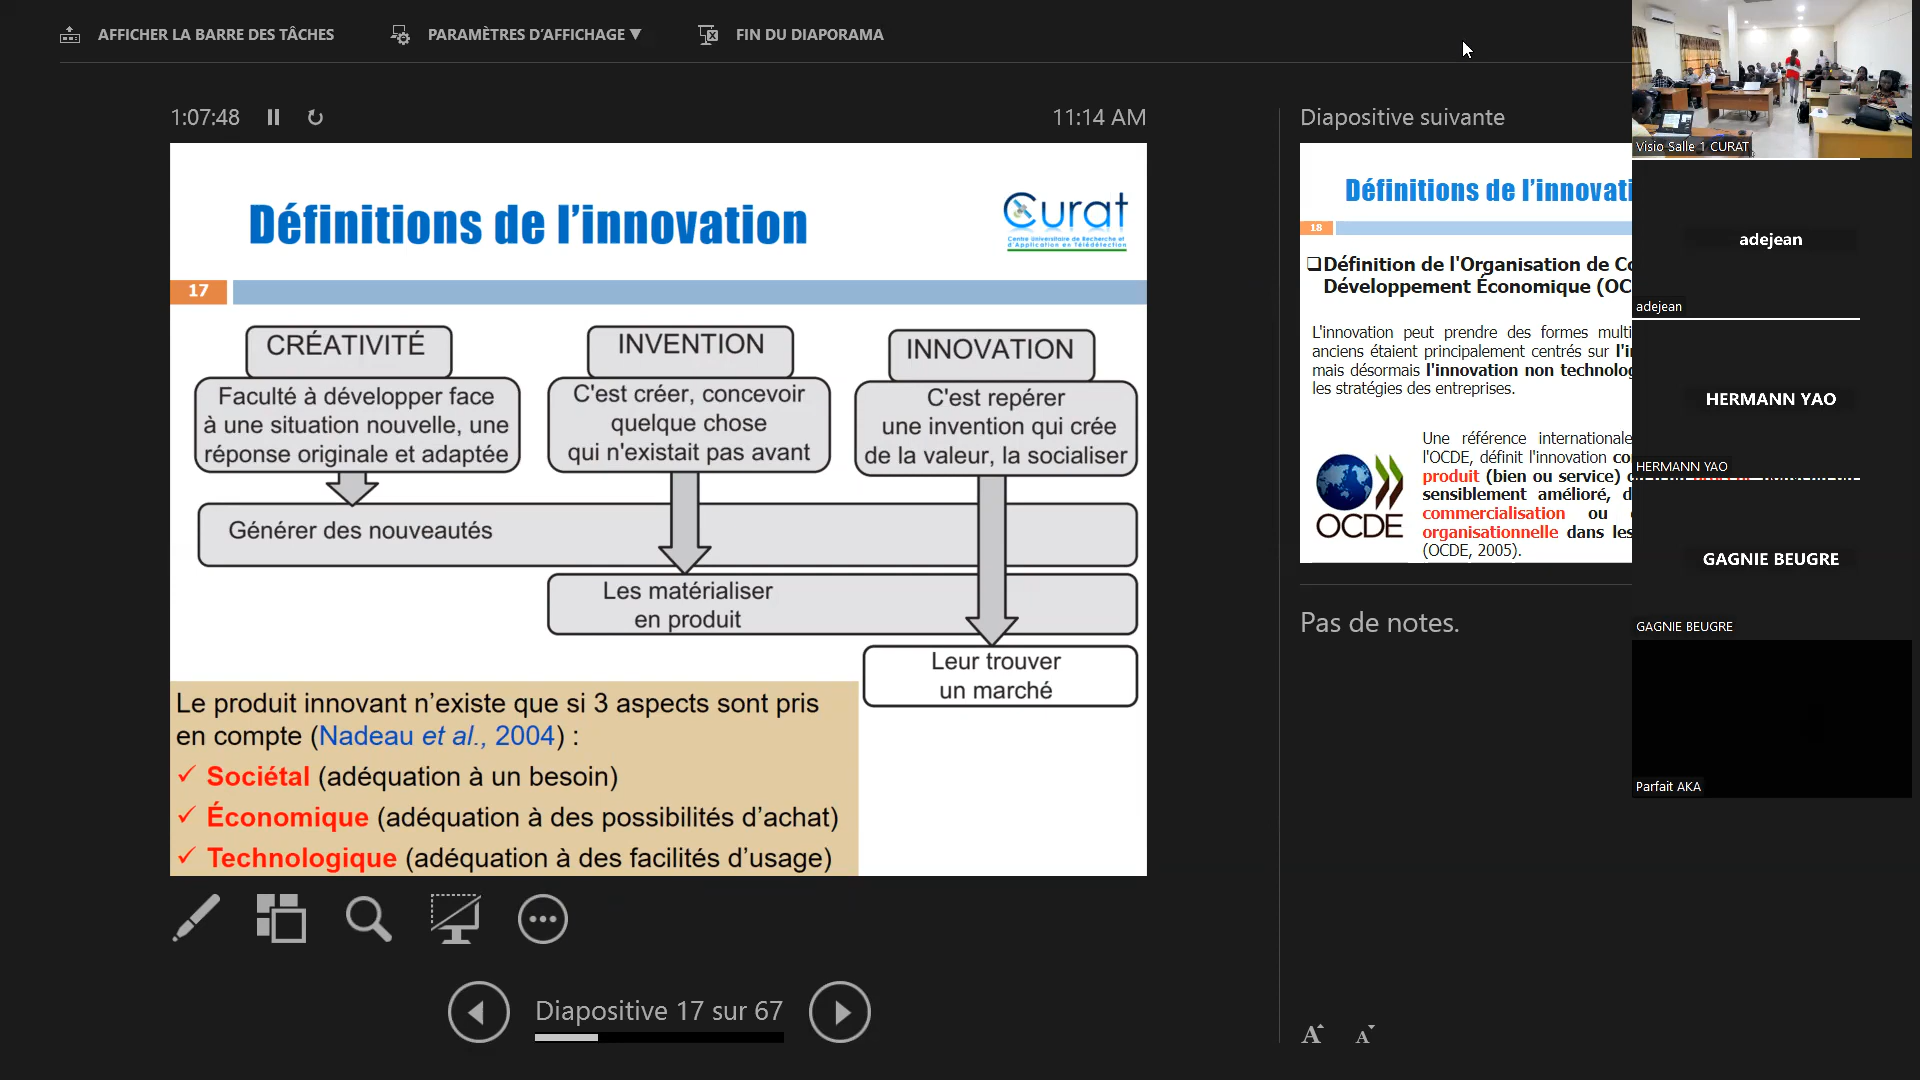 AFFICHER LA BARRE DES TÂCHES
PARAMÈTRES D'AFFICHAGE ▼
FIN DU DIAPORAMA
1:07:48
11:14 AM
Définitions de l'innovation
Curat
Centre Universitaire de Recherche et
d'Application en Télédétection
17
CRÉATIVITÉ
Faculté à développer face
à une situation nouvelle, une
réponse originale et adaptée
INVENTION
C'est créer, concevoir
quelque chose
qui n'existait pas avant
INNOVATION
C'est repérer
une invention qui crée
de la valeur, la socialiser
Générer des nouveautés
Les matérialiser
en produit
Leur trouver
un marché
Le produit innovant n'existe que si 3 aspects sont pris
en compte (Nadeau et al., 2004) :
✓ Sociétal (adéquation à un besoin)
✓ Économique (adéquation à des possibilités d'achat)
✓ Technologique (adéquation à des facilités d'usage)
Diapositive 17 sur 67
Diapositive suivante
Définitions de l'innovati
18
❑Définition de l'Organisation de Co
Développement Économique (OC
L'innovation peut prendre des formes multi
anciens étaient principalement centrés sur l'i
mais désormais l'innovation non technolog
les stratégies des entreprises.
OCDE
Une référence internationale
l'OCDE, définit l'innovation co
produit (bien ou service)
sensiblement amélioré, d
commercialisation ou
organisationnelle dans les
(OCDE, 2005).
Pas de notes.
A A
Visio Salle 1 CURAT
adejean
adejean
HERMANN YAO
HERMANN YAO
GAGNIE BEUGRE
GAGNIE BEUGRE
Parfait AKA